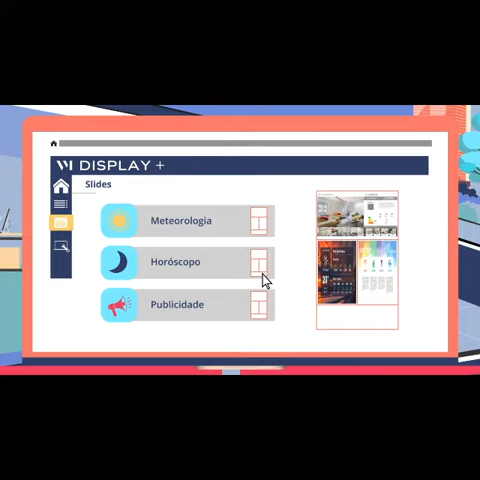 DISPLAY +
Slides
Meteorologia
Horóscopo
Publicidade